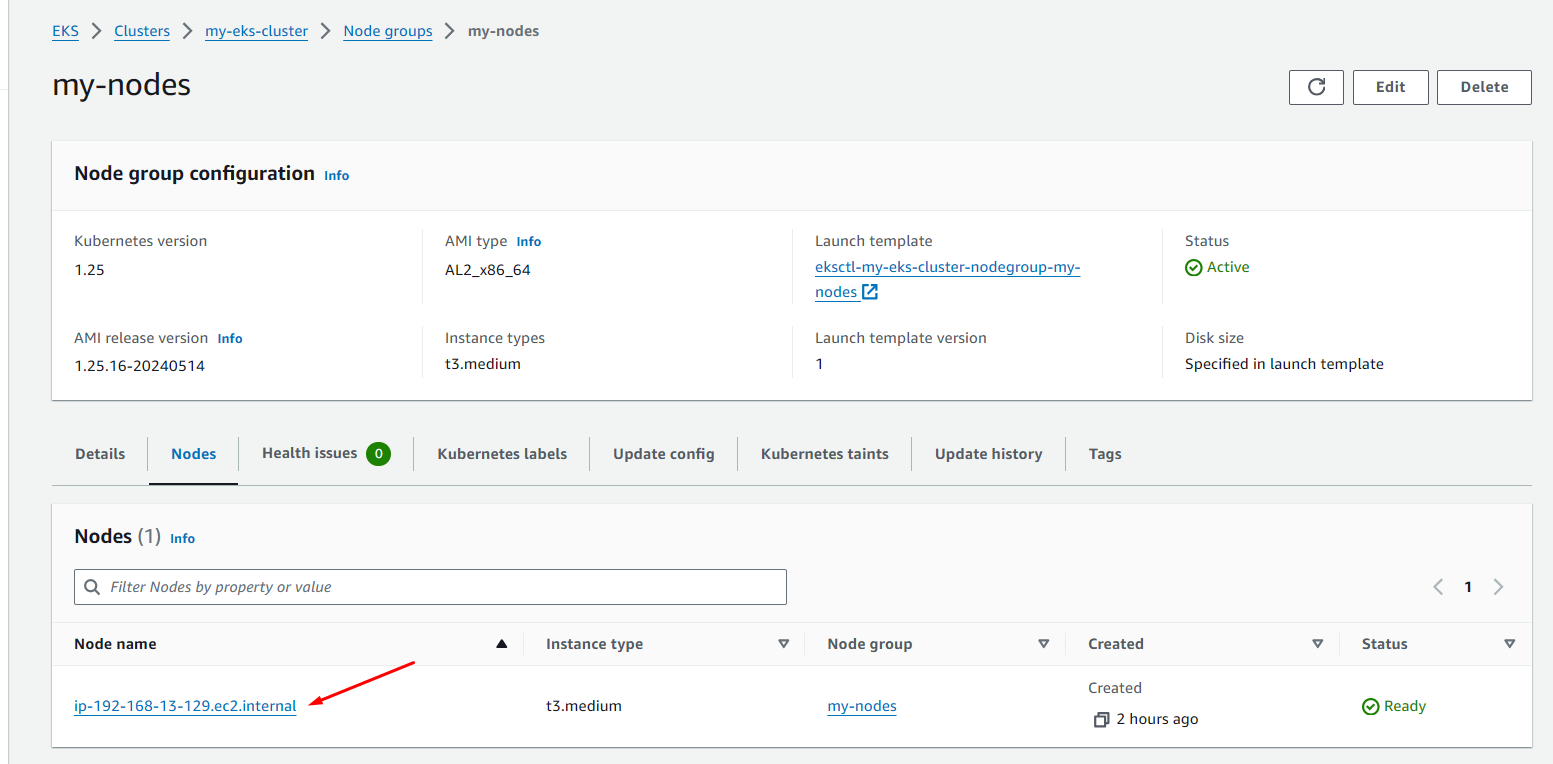 EKS > Clusters > my-eks-cluster > Node groups > my-nodes
my-nodes
Edit
Delete
Node group configuration Info
Kubernetes version
1.25
AMI type Info
AL2_x86_64
Launch template
eksctl-my-eks-cluster-nodegroup-my-
nodes
Status
Active
AMI release version Info
1.25.16-20240514
Instance types
t3.medium
Launch template version
1
Disk size
Specified in launch template
Details
Nodes
Health issues 0
Kubernetes labels
Update config
Kubernetes taints
Update history
Tags
Nodes (1) Info
Filter Nodes by property or value
1
Node name
Instance type
Node group
Created
Status
ip-192-168-13-129.ec2.internal
t3.medium
my-nodes
Created
2 hours ago
Ready